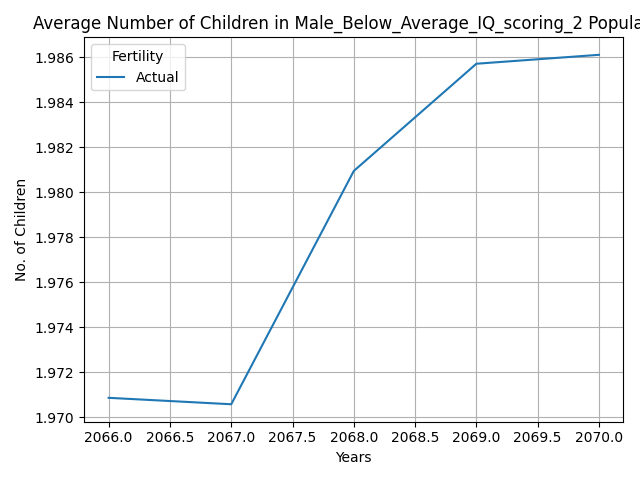 Average Number of Children in Male_Below_Average_IQ_scoring_2 Popula
Fertility
Actual
1.986
1.984
1.982
1.980
1.978
1.976
1.974
1.972
1.970
No. of Children
2066.0 2066.5 2067.0 2067.5 2068.0 2068.5 2069.0 2069.5 2070.0
Years